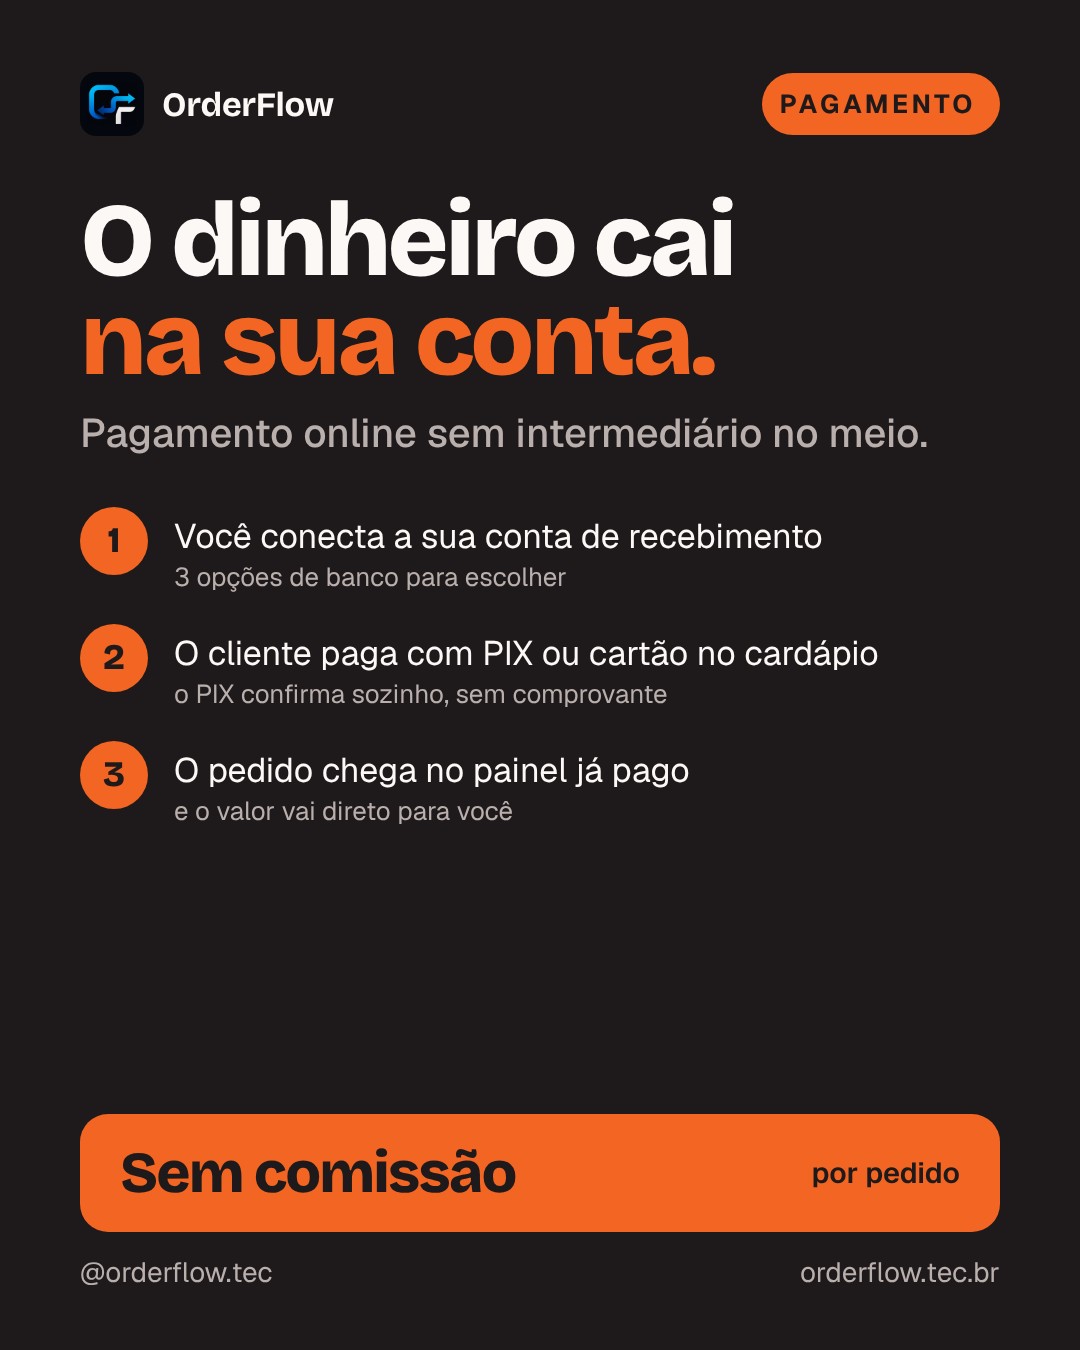 OrderFlow
PAGAMENTO
O dinheiro cai
na sua conta.
Pagamento online sem intermediário no meio.
1
Você conecta a sua conta de recebimento
3 opções de banco para escolher
2
O cliente paga com PIX ou cartão no cardápio
o PIX confirma sozinho, sem comprovante
3
O pedido chega no painel já pago
e o valor vai direto para você
Sem comissão
por pedido
@orderflow.tec
orderflow.tec.br